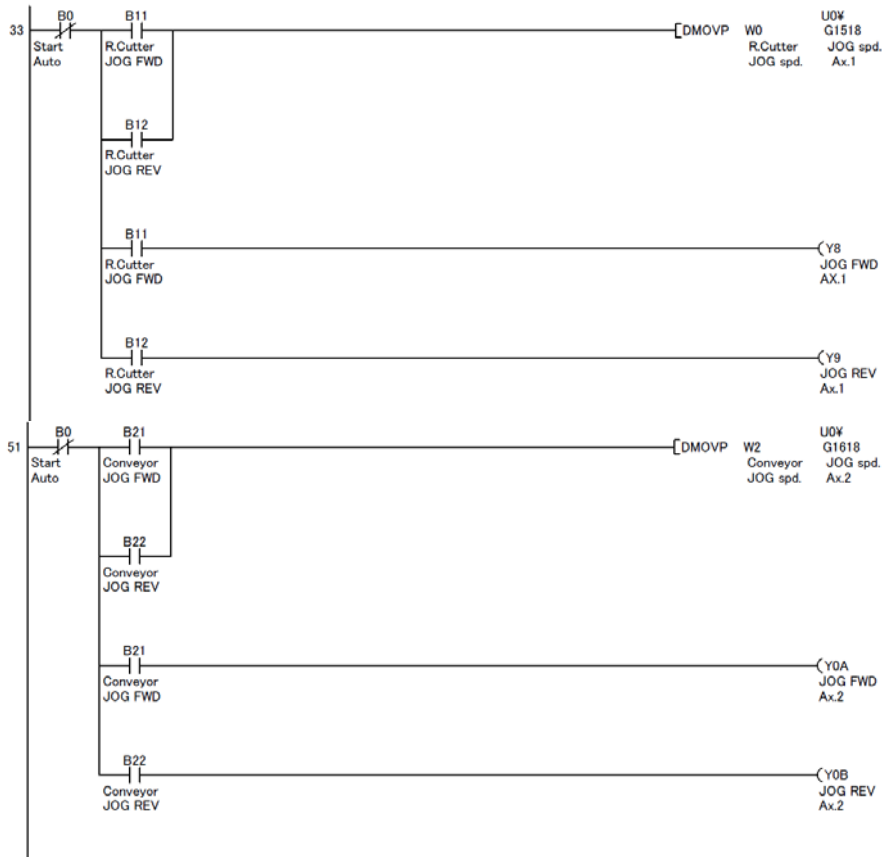 B0 B11 U0¥
33 DMOVP W0 G1518
Start R.Cutter R.Cutter JOG spd.
Auto JOG FWD JOG spd. Ax.1
B12
R.Cutter
JOG REV
B11
Y8
R.Cutter JOG FWD
JOG FWD AX.1
B12
Y9
R.Cutter JOG REV
JOG REV Ax.1
B0 B21 U0¥
51 DMOVP W2 G1618
Start Conveyor Conveyor JOG spd.
Auto JOG FWD JOG spd. Ax.2
B22
Conveyor
JOG REV
B21
Y0A
Conveyor JOG FWD
JOG FWD Ax.2
B22
Y0B
Conveyor JOG REV
JOG REV Ax.2